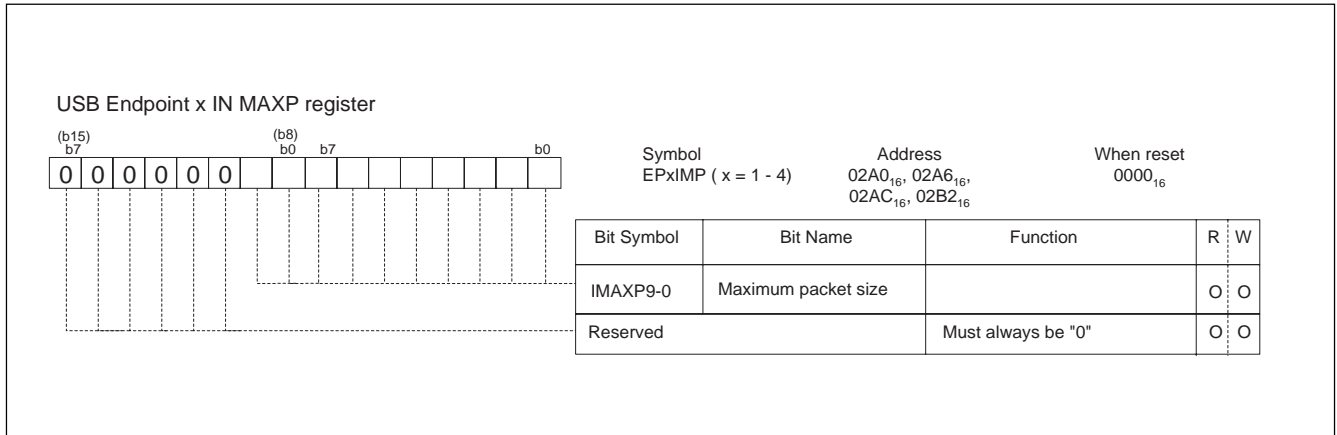 USB Endpoint x IN MAXP register
(b15) (b8)
b7 b0 b7 b0
0 0 0 0 0 0
Symbol Address When reset
EPxIMP ( x = 1 - 4) 02A0₁₆, 02A6₁₆, 0000₁₆
02AC₁₆, 02B2₁₆
Bit Symbol Bit Name Function R W
IMAXP9-0 Maximum packet size O O
Reserved Must always be "0" O O